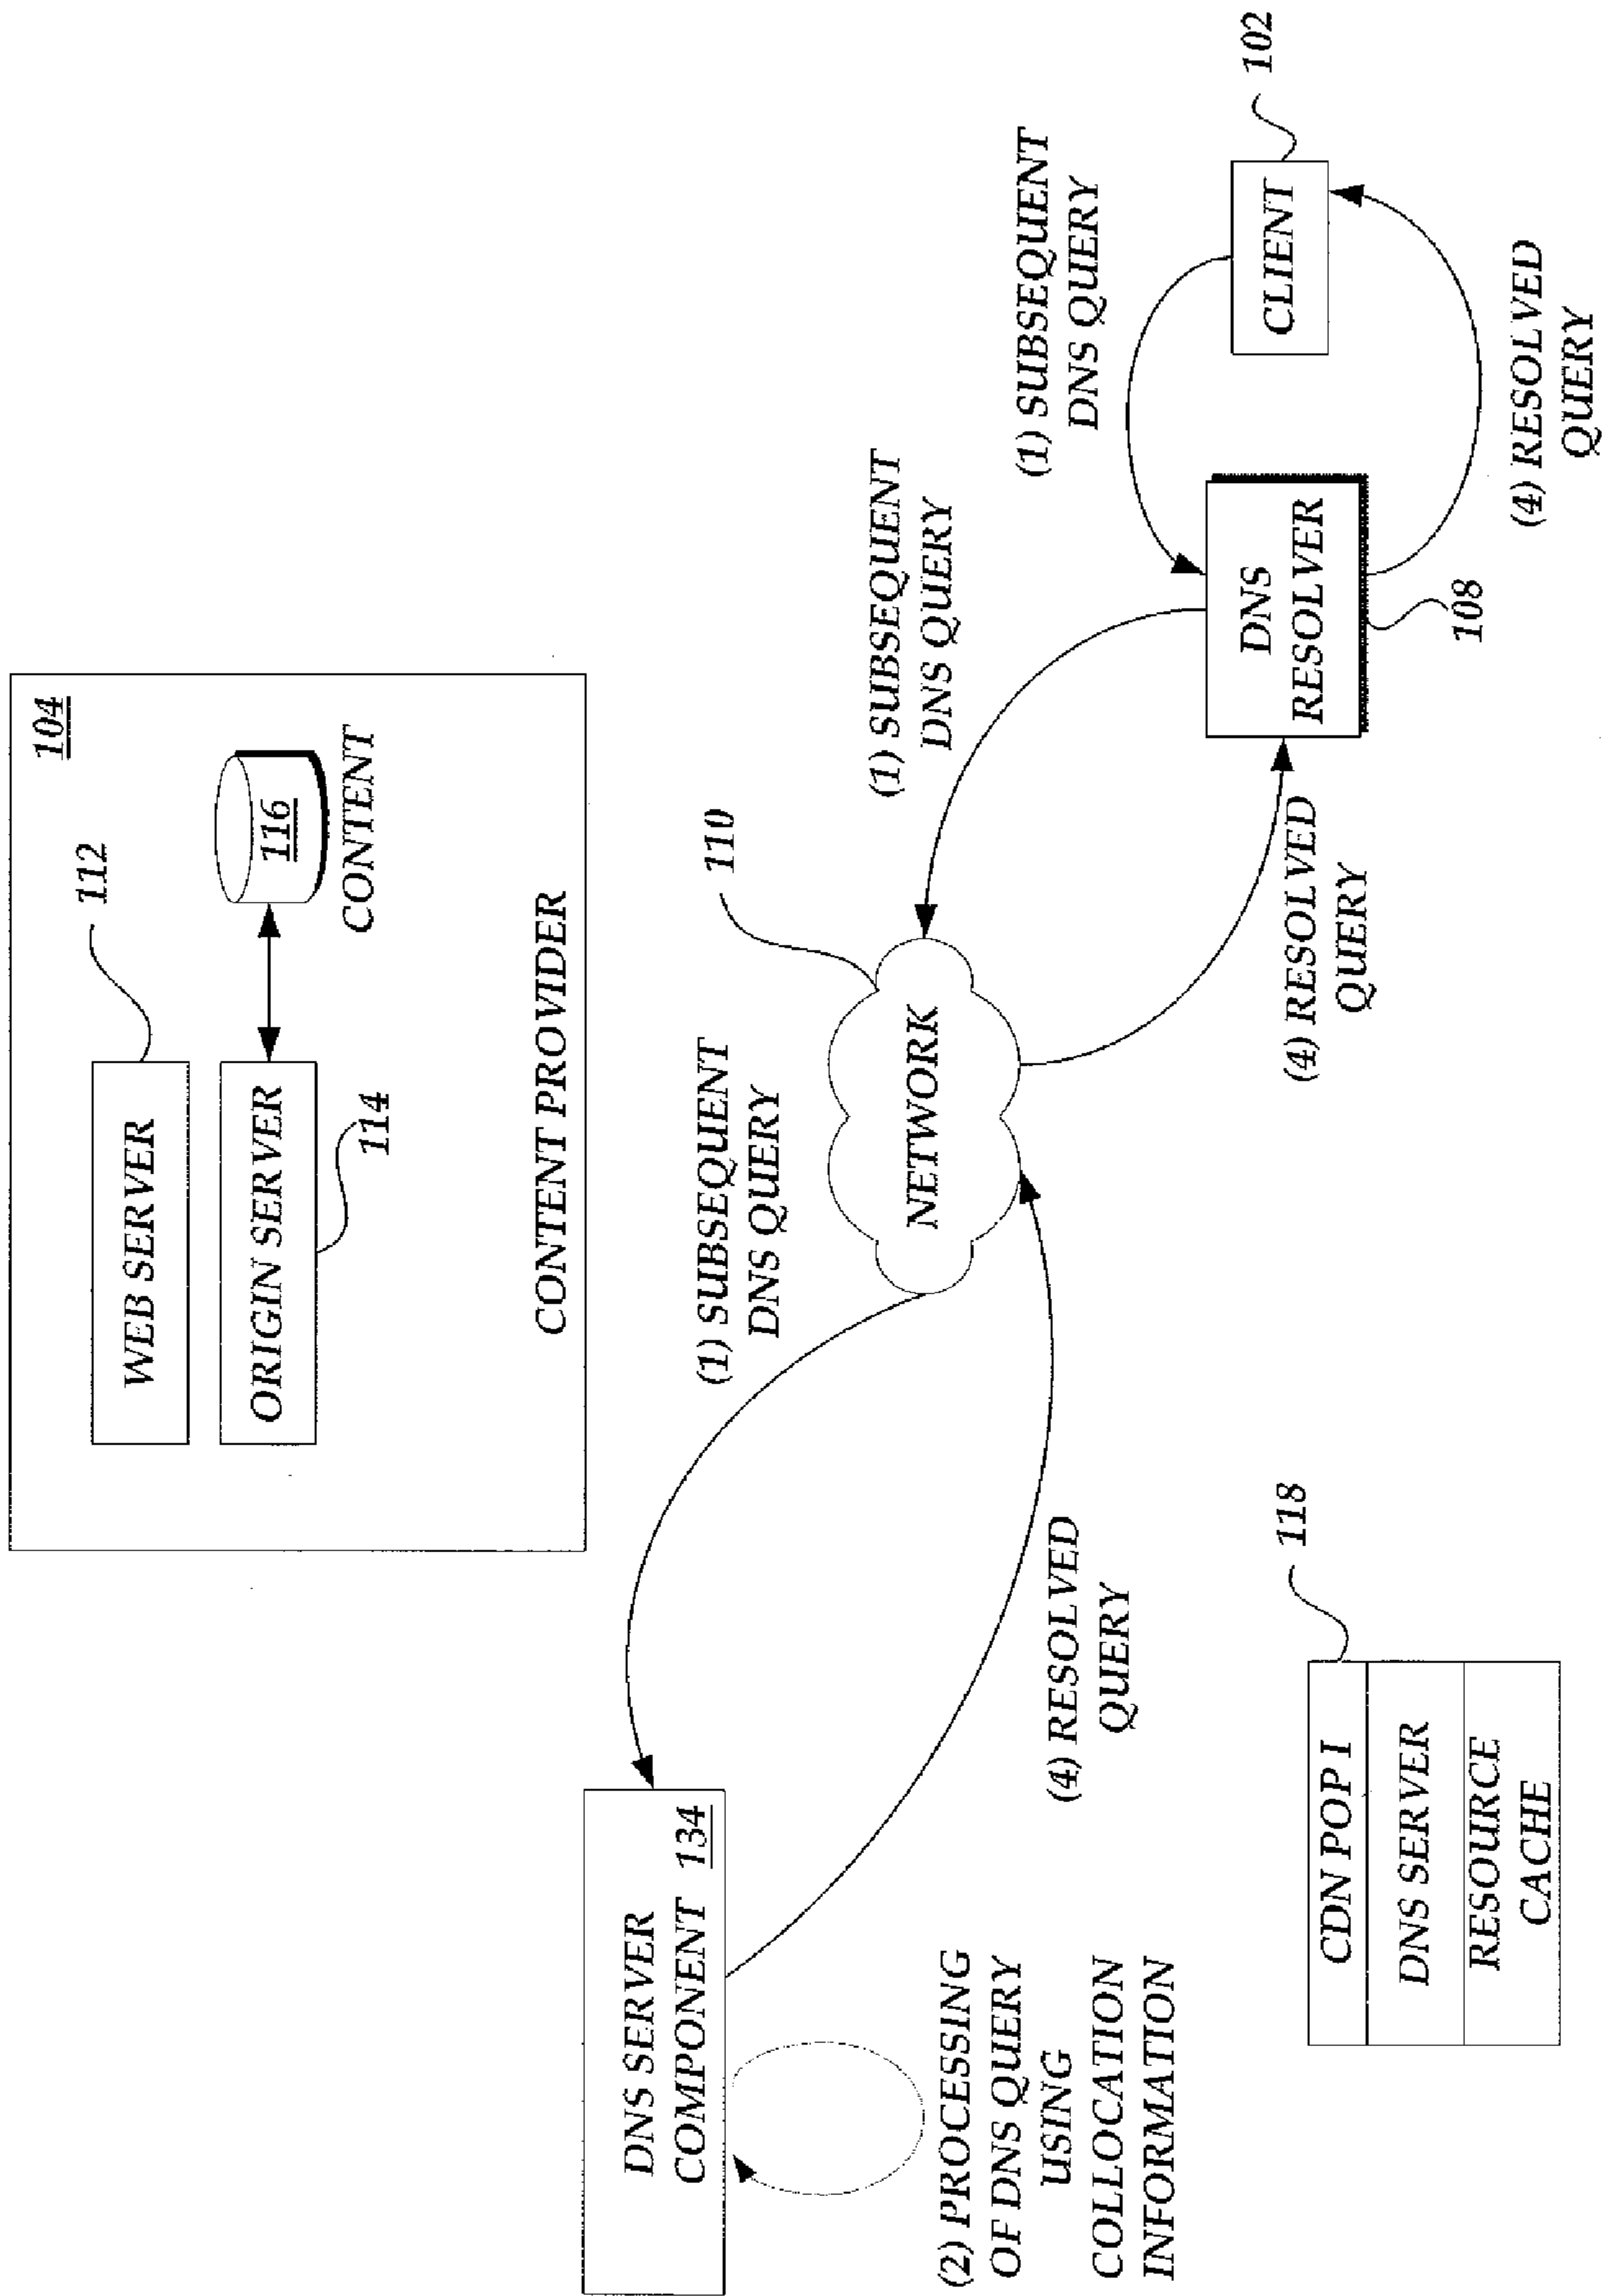 104
WEB SERVER
112
ORIGIN SERVER
114
116
CONTENT
CONTENT PROVIDER
DNS SERVER
COMPONENT 134
(1) SUBSEQUENT
DNS QUERY
110
NETWORK
(1) SUBSEQUENT
DNS QUERY
(1) SUBSEQUENT
DNS QUERY
102
CLIENT
DNS
RESOLVER
108
(2) PROCESSING
OF DNS QUERY
USING
COLLOCATION
INFORMATION
(4) RESOLVED
QUERY
(4) RESOLVED
QUERY
(4) RESOLVED
QUERY
118
CDN POP I
DNS SERVER
RESOURCE
CACHE